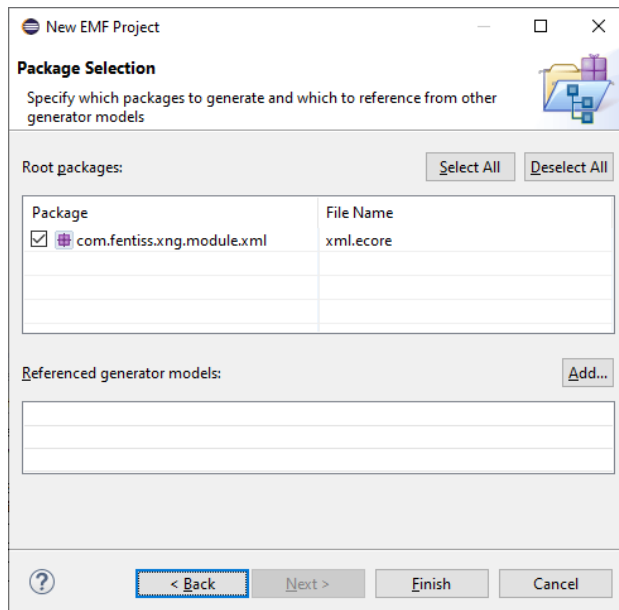 New EMF Project
Package Selection
Specify which packages to generate and which to reference from other
generator models
Root packages:
Select All
Deselect All
Package
File Name
com.fentiss.xng.module.xml
xml.ecore
Referenced generator models:
Add...
?
< Back
Next >
Finish
Cancel